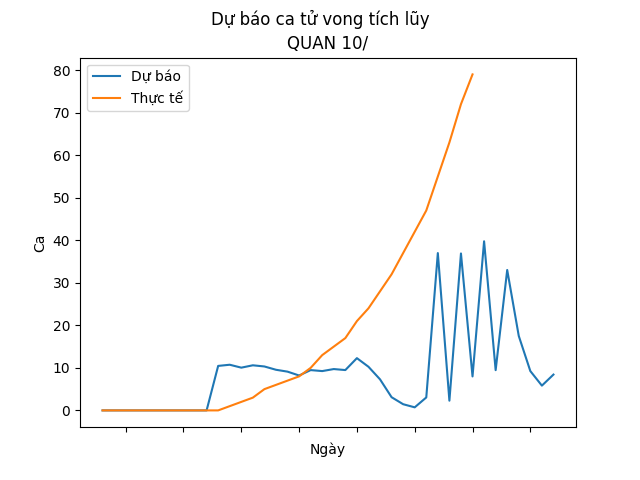 Dự báo ca tử vong tích lũy
QUAN 10/
Dự báo
Thực tế
80
70
60
50
40
30
20
10
0
Ca
Ngày